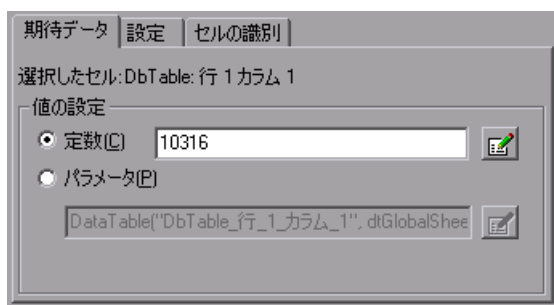 期待データ 設定 セルの識別
選択したセル:DbTable: 行 1 カラム 1
値の設定
定数(C) 10316
パラメータ(P)
DataTable("DbTable_行_1_カラム_1", dtGlobalShee